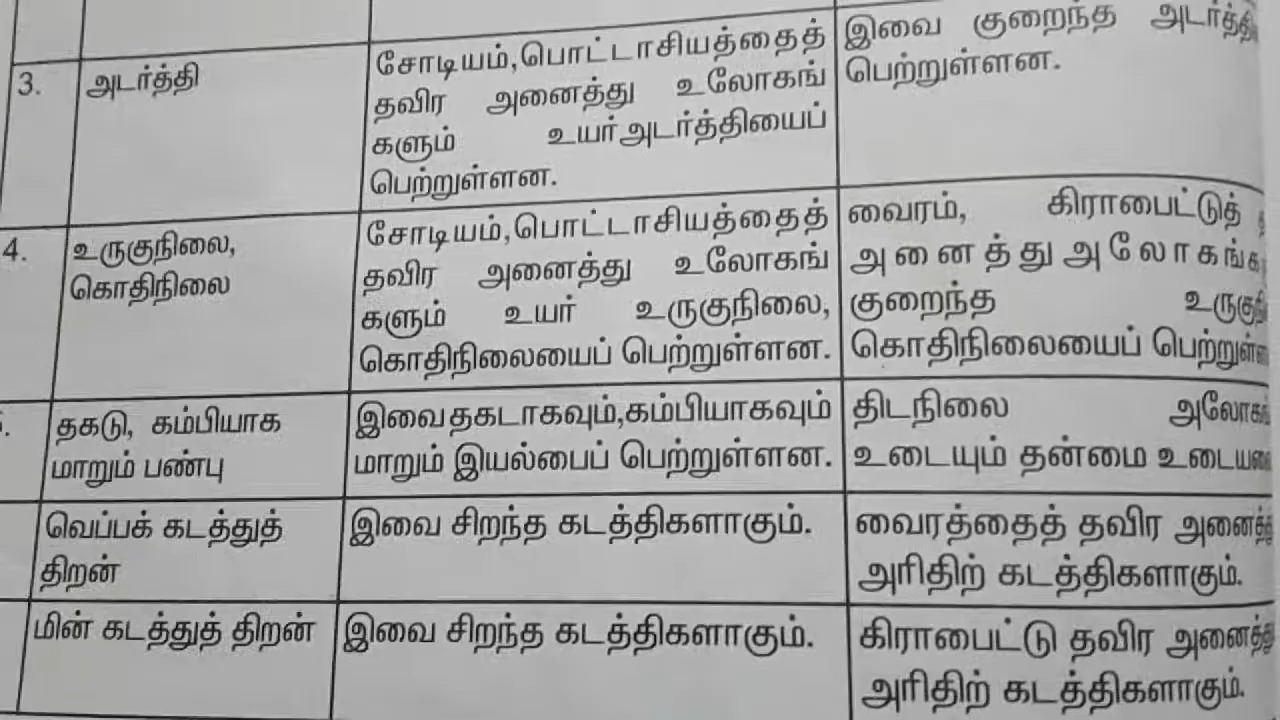 3.
அடர்த்தி
சோடியம்,பொட்டாசியத்தைத்
தவிர அனைத்து உலோகங்
களும் உயர்அடர்த்தியைப்
பெற்றுள்ளன.
இவை குறைந்த
பெற்றுள்ளன.
4.
உருகுநிலை,
கொதிநிலை
சோடியம்,பொட்டாசியத்தைத்
தவிர அனைத்து உலோகங்
களும் உயர் உருகுநிலை,
கொதிநிலையைப் பெற்றுள்ளன.
வைரம், கிராபைட்டுத்
அனைத்து
குறைந்த
கொதிநிலையைப்
தகடு, கம்பியாக
மாறும் பண்பு
இவை தகடாகவும்,கம்பியாகவும்
மாறும் இயல்பைப் பெற்றுள்ளன.
திடநிலை
உடையும் தன்மை
வெப்பக் கடத்துத்
திறன்
இவை சிறந்த கடத்திகளாகும்.
வைரத்தைத் தவிர
அரிதிற் கடத்திகளாகும்.
மின் கடத்துத் திறன்
இவை சிறந்த கடத்திகளாகும்.
கிராபைட்டு தவிர
அரிதிற் கடத்திகளாகும்.